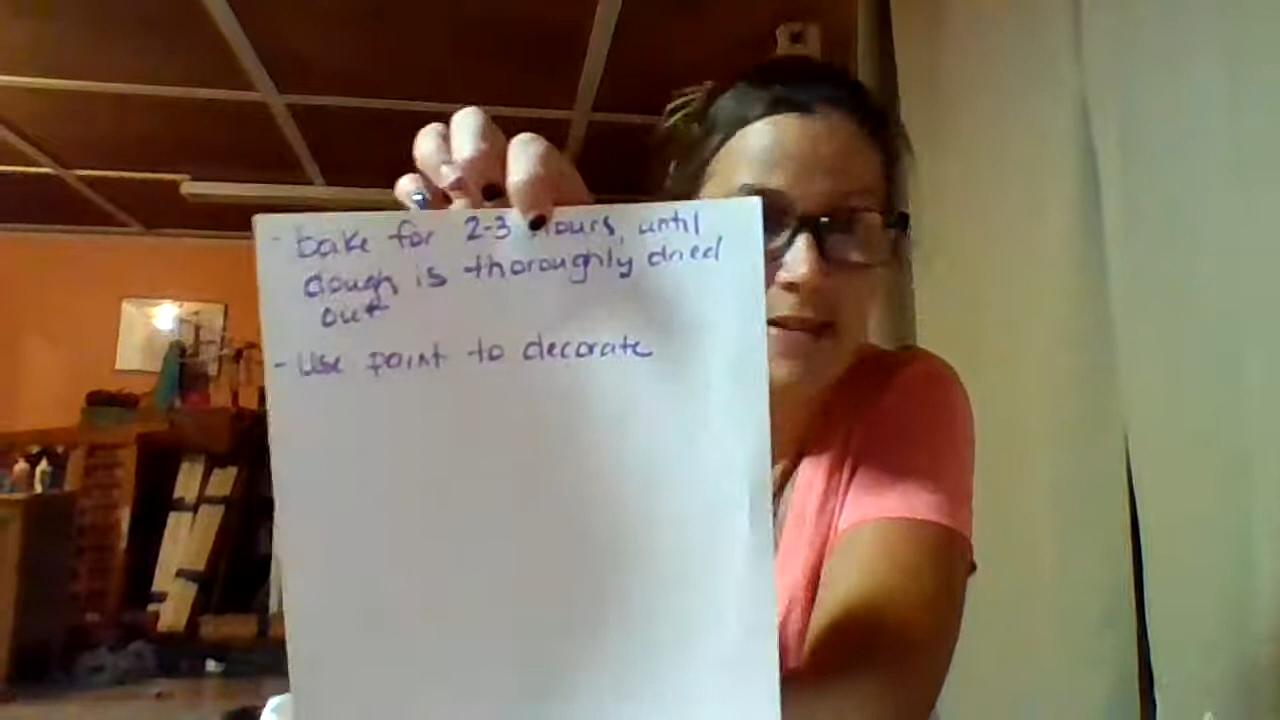 - bake for 2-3 hours, until
dough is thoroughly dried
out
- Use paint to decorate